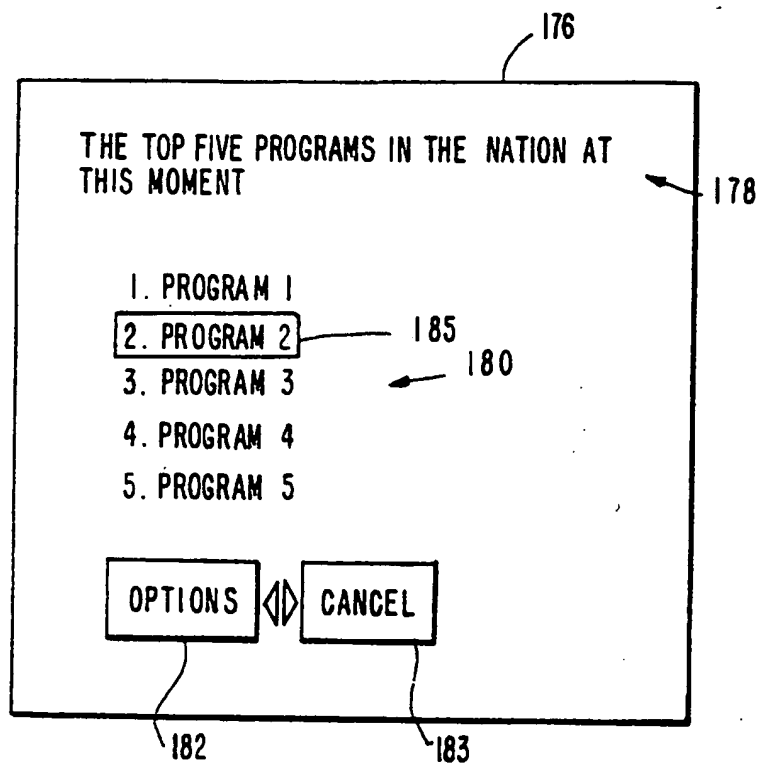 176
THE TOP FIVE PROGRAMS IN THE NATION AT
THIS MOMENT
178
1. PROGRAM 1
2. PROGRAM 2
185
3. PROGRAM 3
180
4. PROGRAM 4
5. PROGRAM 5
OPTIONS
CANCEL
182
183